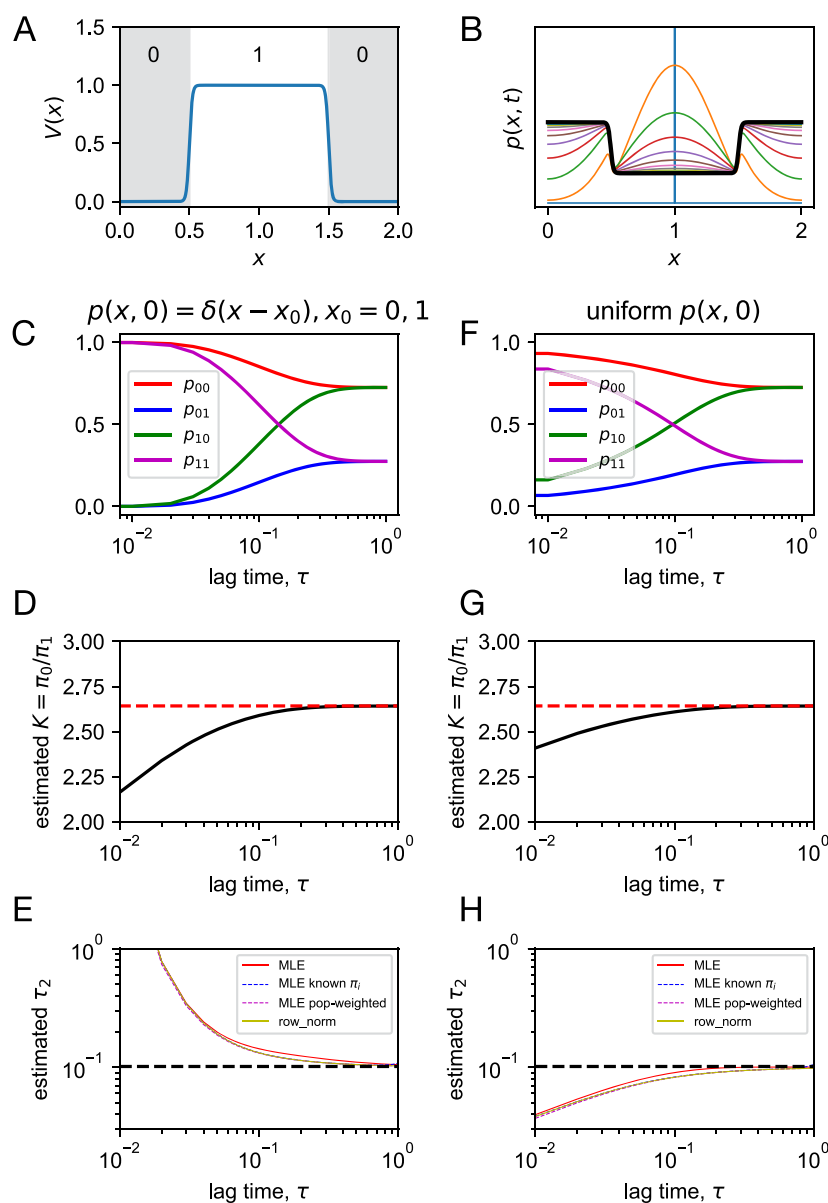 A
1.5
1.0
0.5
0.0
V(x)
0
1
0
0.0 0.5 1.0 1.5 2.0
x
B
p(x, t)
0 1 2
x
p(x, 0) = δ(x − x₀), x₀ = 0, 1
C
1.0
0.5
0.0
p₀₀
p₀₁
p₁₀
p₁₁
10⁻² 10⁻¹ 10⁰
lag time, τ
uniform p(x, 0)
F
1.0
0.5
0.0
p₀₀
p₀₁
p₁₀
p₁₁
10⁻² 10⁻¹ 10⁰
lag time, τ
D
3.00
2.75
2.50
2.25
2.00
estimated K = π₀/π₁
10⁻² 10⁻¹ 10⁰
lag time, τ
G
3.00
2.75
2.50
2.25
2.00
estimated K = π₀/π₁
10⁻² 10⁻¹ 10⁰
lag time, τ
E
10⁰
10⁻¹
estimated τ₂
MLE
MLE known πᵢ
MLE pop-weighted
row_norm
10⁻² 10⁻¹ 10⁰
lag time, τ
H
10⁰
10⁻¹
estimated τ₂
MLE
MLE known πᵢ
MLE pop-weighted
row_norm
10⁻² 10⁻¹ 10⁰
lag time, τ